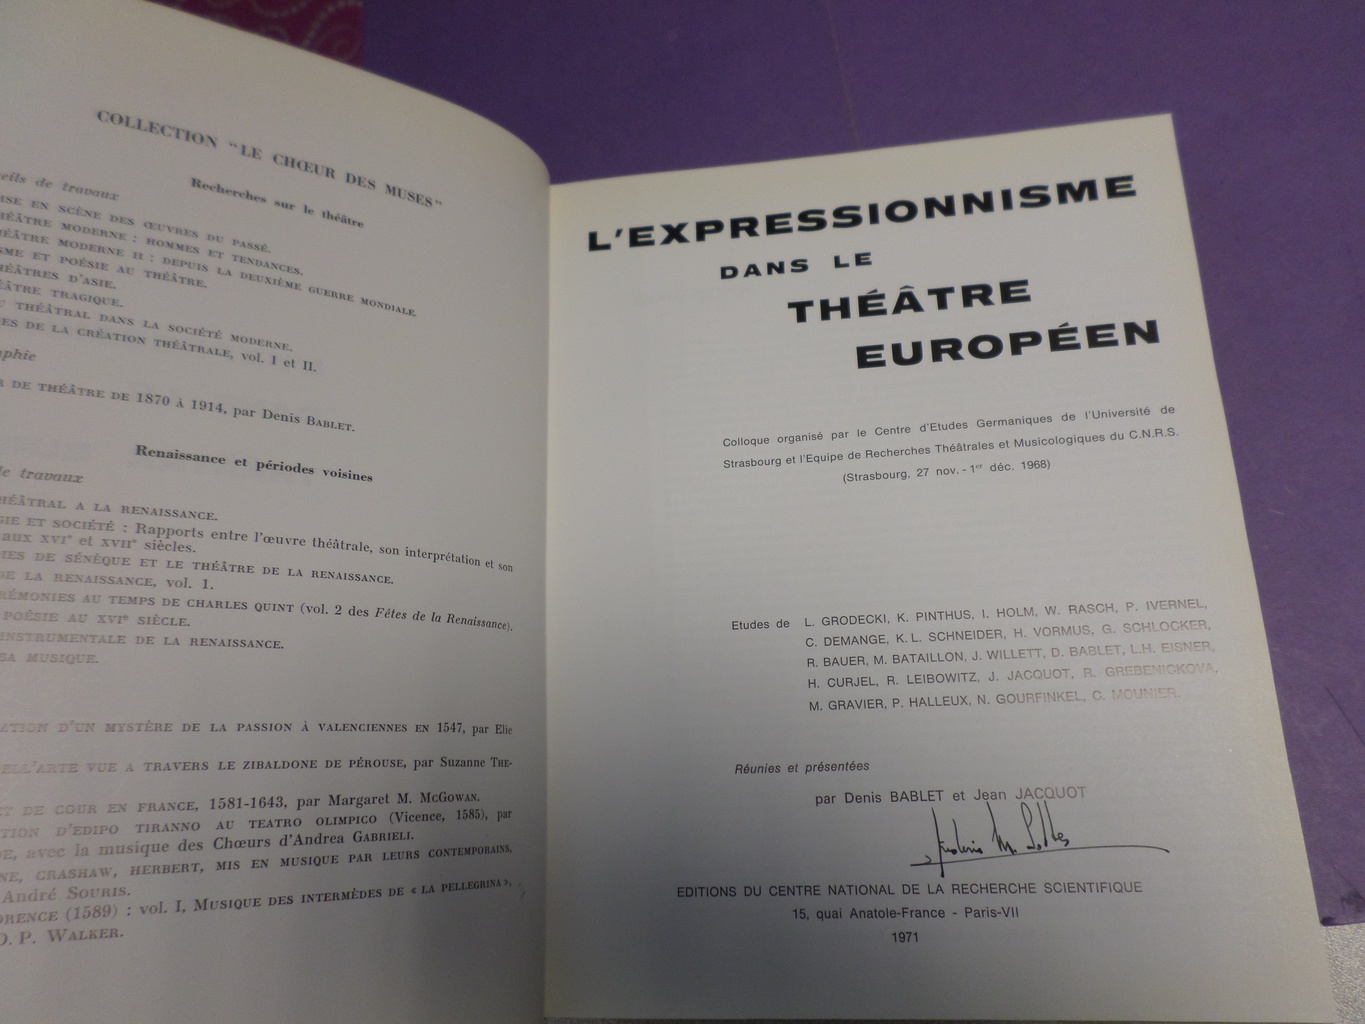 COLLECTION "LE CHŒUR DES MUSES"
Recherches sur le théâtre
de travaux
EN SCÈNE DES ŒUVRES DU PASSÉ.
MODERNE : HOMMES ET TENDANCES.
MODERNE II : DEPUIS LA DEUXIÈME GUERRE MONDIALE.
ET POÉSIE AU THÉÂTRE.
D'ASIE.
TRAGIQUE.
THÉÂTRAL DANS LA SOCIÉTÉ MODERNE.
DE LA CRÉATION THÉÂTRALE, vol. I et II.
DE THÉÂTRE DE 1870 À 1914, par Denis BABLET.
Renaissance et périodes voisines
de travaux
A LA RENAISSANCE.
ET SOCIÉTÉ : Rapports entre l'œuvre théâtrale, son interprétation et son
aux XVIe et XVIIe siècles.
DE SÉNÈQUE ET LE THÉÂTRE DE LA RENAISSANCE.
DE LA RENAISSANCE, vol. 1.
AU TEMPS DE CHARLES QUINT (vol. 2 des Fêtes de la Renaissance).
POÉSIE AU XVIe SIÈCLE.
INSTRUMENTALE DE LA RENAISSANCE.
SA MUSIQUE.
D'UN MYSTÈRE DE LA PASSION À VALENCIENNES EN 1547, par Elie
VUE A TRAVERS LE ZIBALDONE DE PÉROUSE, par Suzanne THE-
DE COUR EN FRANCE, 1581-1643, par Margaret M. MCGOWAN.
D'EDIPO TIRANNO AU TEATRO OLIMPICO (Vicence, 1585), par
avec la musique des Chœurs d'Andrea GABRIELI.
CRASHAW, HERBERT, MIS EN MUSIQUE PAR LEURS CONTEMPORAINS,
André SOURIS.
(1589) : vol. I, MUSIQUE DES INTERMÈDES DE « LA PELLEGRINA »,
D. P. WALKER.
L'EXPRESSIONNISME
DANS LE
THÉÂTRE
EUROPÉEN
Colloque organisé par le Centre d'Etudes Germaniques de l'Université de
Strasbourg et l'Equipe de Recherches Théâtrales et Musicologiques du C.N.R.S.
(Strasbourg, 27 nov. - 1er déc. 1968)
Etudes de L. GRODECKI, K. PINTHUS, I. HOLM, W. RASCH, P. IVERNEL,
C. DEMANGE, K. L. SCHNEIDER, H. VORMUS, G. SCHLOCKER,
R. BAUER, M. BATAILLON, J. WILLETT, D. BABLET, L.H. EISNER,
H. CURJEL, R. LEIBOWITZ, J. JACQUOT, R. GREBENICKOVA,
M. GRAVIER, P. HALLEUX, N. GOURFINKEL, C. MOUNIER.
Réunies et présentées
par Denis BABLET et Jean JACQUOT
EDITIONS DU CENTRE NATIONAL DE LA RECHERCHE SCIENTIFIQUE
15, quai Anatole-France - Paris-VII
1971